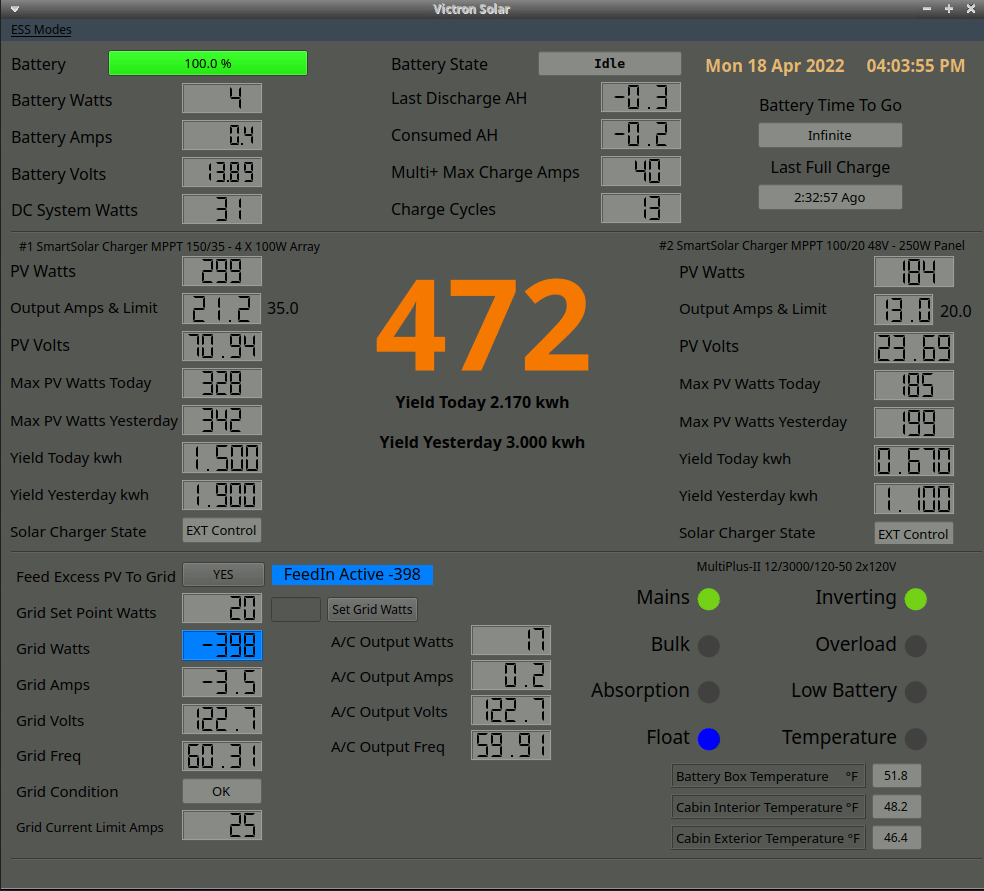 Victron Solar
ESS Modes
Battery 100.0 % Battery State Idle Mon 18 Apr 2022 04:03:55 PM
Battery Watts 4 Last Discharge AH -0.3 Battery Time To Go
Battery Amps 0.4 Consumed AH -0.2 Infinite
Battery Volts 13.89 Multi+ Max Charge Amps 40 Last Full Charge
DC System Watts 31 Charge Cycles 13 2:32:57 Ago
#1 SmartSolar Charger MPPT 150/35 - 4 X 100W Array
PV Watts 299
Output Amps & Limit 21.2 35.0
PV Volts 70.94
Max PV Watts Today 328
Max PV Watts Yesterday 342
Yield Today kwh 1.500
Yield Yesterday kwh 1.900
Solar Charger State EXT Control
472
Yield Today 2.170 kwh
Yield Yesterday 3.000 kwh
#2 SmartSolar Charger MPPT 100/20 48V - 250W Panel
PV Watts 184
Output Amps & Limit 13.0 20.0
PV Volts 23.69
Max PV Watts Today 185
Max PV Watts Yesterday 199
Yield Today kwh 0.670
Yield Yesterday kwh 1.100
Solar Charger State EXT Control
Feed Excess PV To Grid YES FeedIn Active -398
Grid Set Point Watts 20 Set Grid Watts
Grid Watts -398
Grid Amps -3.5
Grid Volts 122.7
Grid Freq 60.31
Grid Condition OK
Grid Current Limit Amps 25
A/C Output Watts 17
A/C Output Amps 0.2
A/C Output Volts 122.7
A/C Output Freq 59.91
MultiPlus-II 12/3000/120-50 2x120V
Mains Inverting
Bulk Overload
Absorption Low Battery
Float Temperature
Battery Box Temperature °F 51.8
Cabin Interior Temperature °F 48.2
Cabin Exterior Temperature °F 46.4